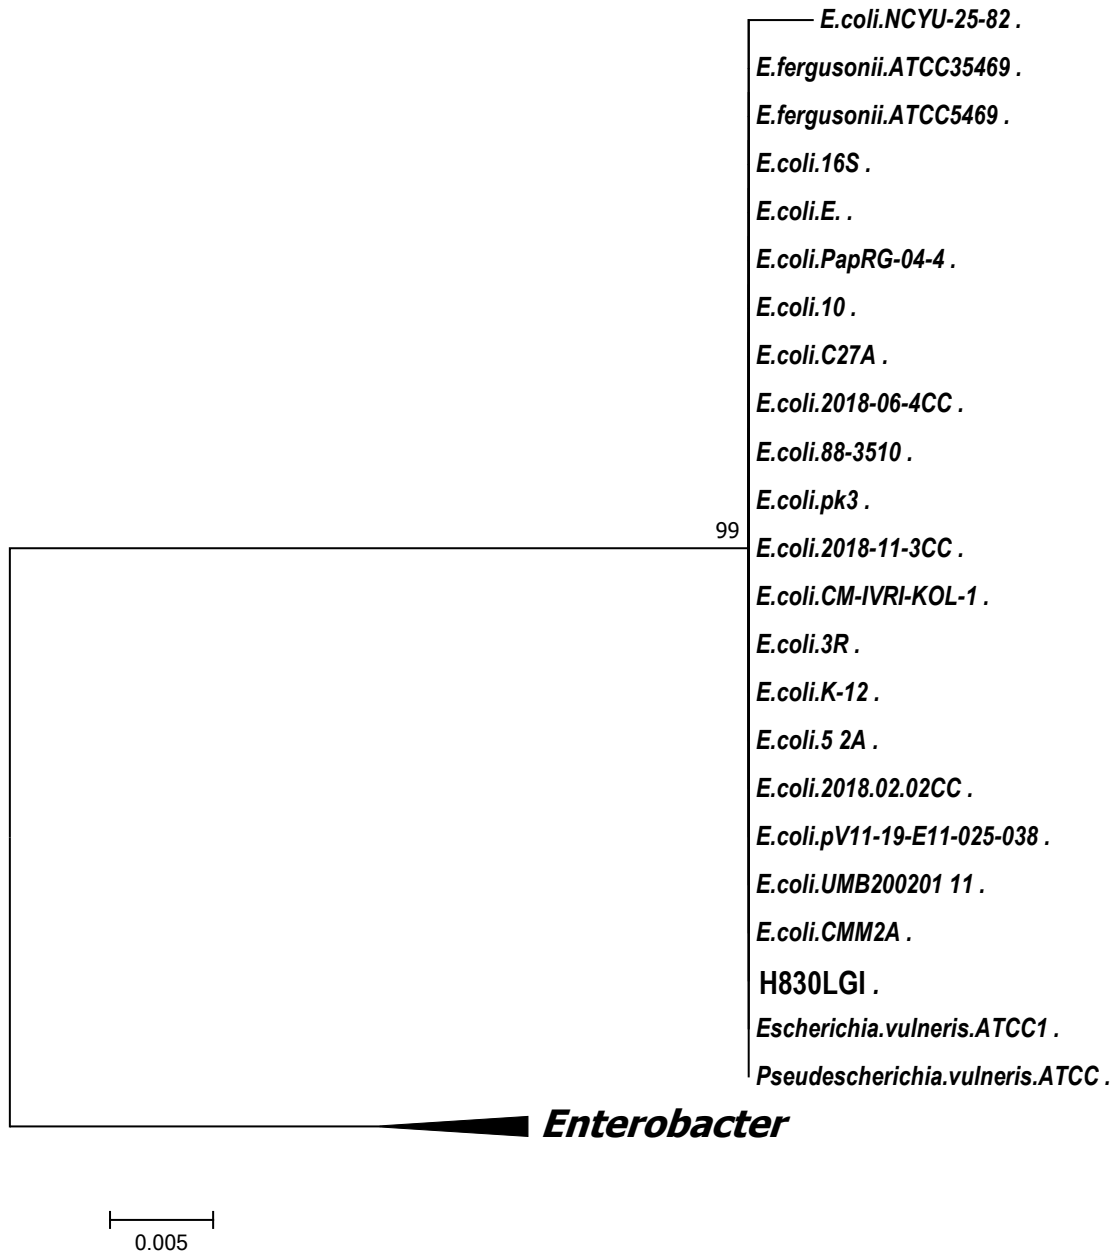 E.coli.NCYU-25-82 .
E.fergusonii.ATCC35469 .
E.fergusonii.ATCC5469 .
E.coli.16S .
E.coli.E. .
E.coli.PapRG-04-4 .
E.coli.10 .
E.coli.C27A .
E.coli.2018-06-4CC .
E.coli.88-3510 .
E.coli.pk3 .
99
E.coli.2018-11-3CC .
E.coli.CM-IVRI-KOL-1 .
E.coli.3R .
E.coli.K-12 .
E.coli.5 2A .
E.coli.2018.02.02CC .
E.coli.pV11-19-E11-025-038 .
E.coli.UMB200201 11 .
E.coli.CMM2A .
H830LGI .
Escherichia.vulneris.ATCC1 .
Pseudescherichia.vulneris.ATCC .
Enterobacter
0.005